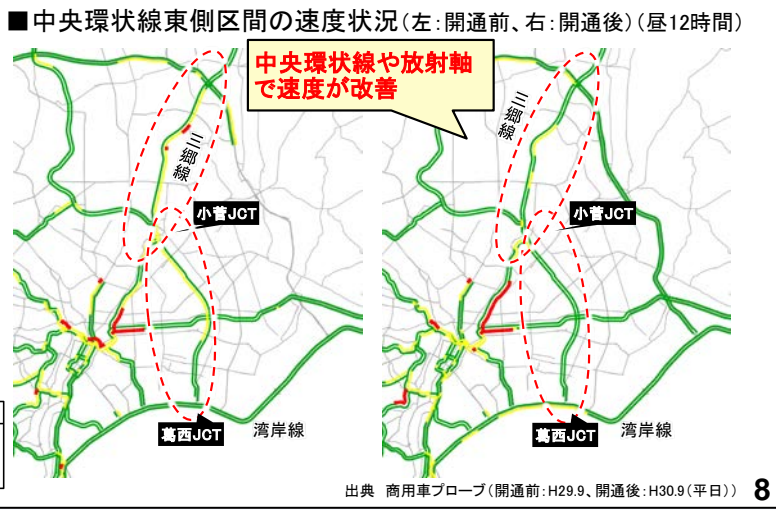 ■中央環状線東側区間の速度状況(左:開通前、右:開通後)(昼12時間)
中央環状線や放射軸
で速度が改善
三郷線
三郷線
小菅JCT
小菅JCT
葛西JCT
湾岸線
葛西JCT
湾岸線
出典 商用車プローブ(開通前:H29.9、開通後:H30.9(平日))
8